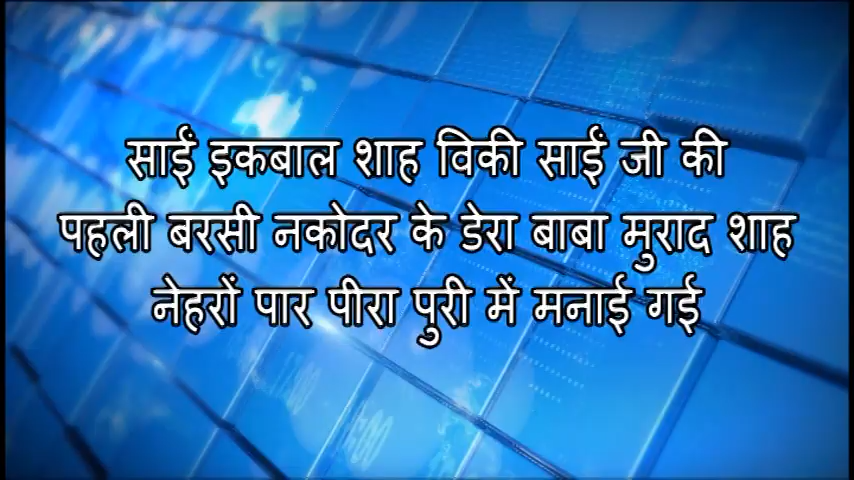 साईं इकबाल शाह विकी साईं जी की
पहली बरसी नकोदर के डेरा बाबा मुराद शाह
नेहरों पार पीरा पुरी में मनाई गई